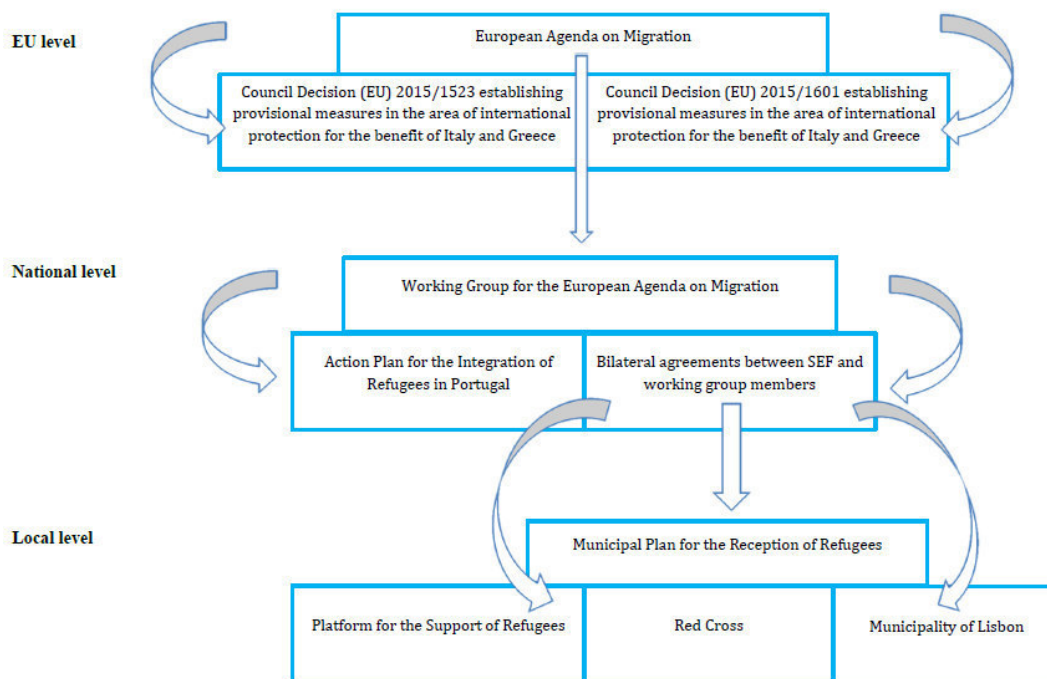 EU level
European Agenda on Migration
Council Decision (EU) 2015/1523 establishing
provisional measures in the area of international
protection for the benefit of Italy and Greece
Council Decision (EU) 2015/1601 establishing
provisional measures in the area of international
protection for the benefit of Italy and Greece
National level
Working Group for the European Agenda on Migration
Action Plan for the Integration of
Refugees in Portugal
Bilateral agreements between SEF and
working group members
Local level
Municipal Plan for the Reception of Refugees
Platform for the Support of Refugees
Red Cross
Municipality of Lisbon